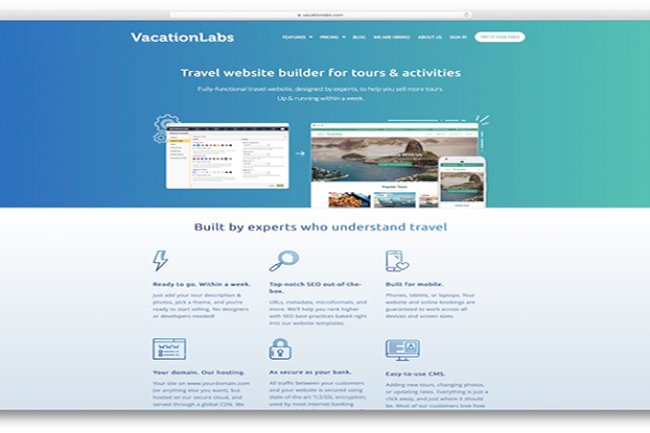 vacationlabs.com
VacationLabs
FEATURES PRICING BLOG WE ARE HIRING! ABOUT US SIGN IN TRY IT FOR FREE
Travel website builder for tours & activities
Fully-functional travel website, designed by experts, to help you sell more tours.
Up & running within a week.
Popular Tours
Built by experts who understand travel
Ready to go. Within a week.
Just add your tour description &
photos, pick a theme, and you're
ready to start selling. No designers
or developers needed!
Top-notch SEO out-of-the-
box.
URLs, metadata, microformats, and
more. We'll help you rank higher
with SEO best-practices baked right
into our website templates.
Built for mobile.
Phones, tablets, or laptops. Your
website and online bookings are
guaranteed to work across all
devices and screen sizes.
Your domain. Our hosting.
Your site on www.yourdomain.com
(or anything else you want), but
hosted on our secure cloud, and
served through a global CDN. We
As secure as your bank.
All traffic between your customers
and your website is secured using
state-of-the-art TLS/SSL encryption,
used by most internet banking
Easy-to-use CMS.
Adding new tours, changing photos,
or updating rates. Everything is just a
click away, and just where it should
be. Most of our customers love how